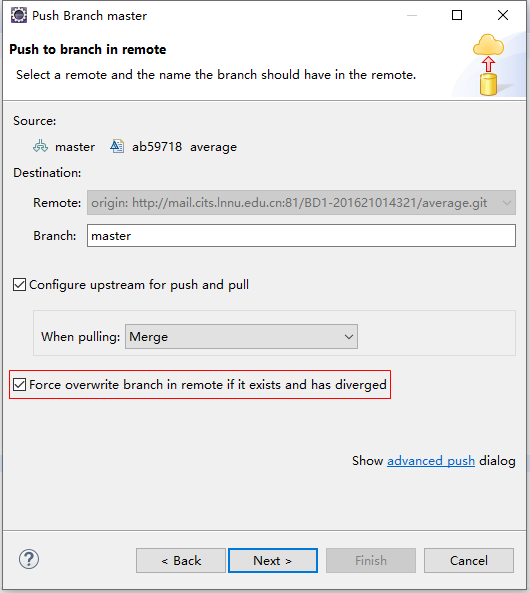 Push Branch master
Push to branch in remote
Select a remote and the name the branch should have in the remote.
Source:
master ab59718 average
Destination:
Remote: origin: http://mail.cits.lnnu.edu.cn:81/BD1-201621014321/average.git
Branch: master
Configure upstream for push and pull
When pulling: Merge
Force overwrite branch in remote if it exists and has diverged
Show advanced push dialog
? < Back Next > Finish Cancel